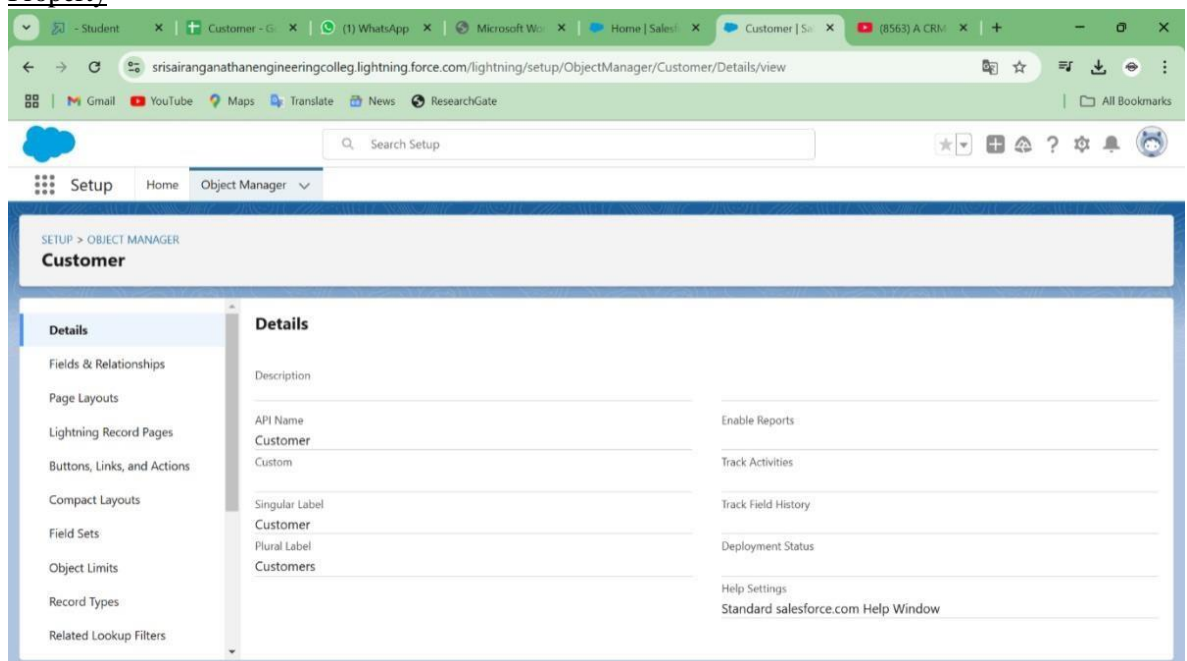 Property
- Student
Customer - G
(1) WhatsApp
Microsoft Wor
Home | Salesf
Customer | Sa
(8563) A CRM
srisairanganathanengineeringcolleg.lightning.force.com/lightning/setup/ObjectManager/Customer/Details/view
Gmail YouTube Maps Translate News ResearchGate All Bookmarks
Search Setup
Setup Home Object Manager
SETUP > OBJECT MANAGER
Customer
Details
Fields & Relationships
Page Layouts
Lightning Record Pages
Buttons, Links, and Actions
Compact Layouts
Field Sets
Object Limits
Record Types
Related Lookup Filters
Details
Description
API Name
Customer
Custom
Singular Label
Customer
Plural Label
Customers
Enable Reports
Track Activities
Track Field History
Deployment Status
Help Settings
Standard salesforce.com Help Window